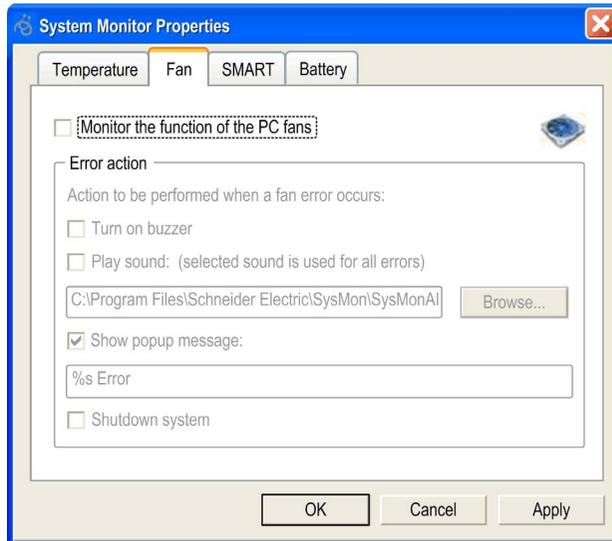 System Monitor Properties
Temperature Fan SMART Battery
Monitor the function of the PC fans
Error action
Action to be performed when a fan error occurs:
Turn on buzzer
Play sound: (selected sound is used for all errors)
C:\Program Files\Schneider Electric\SysMon\SysMonAl Browse...
Show popup message:
%s Error
Shutdown system
OK Cancel Apply